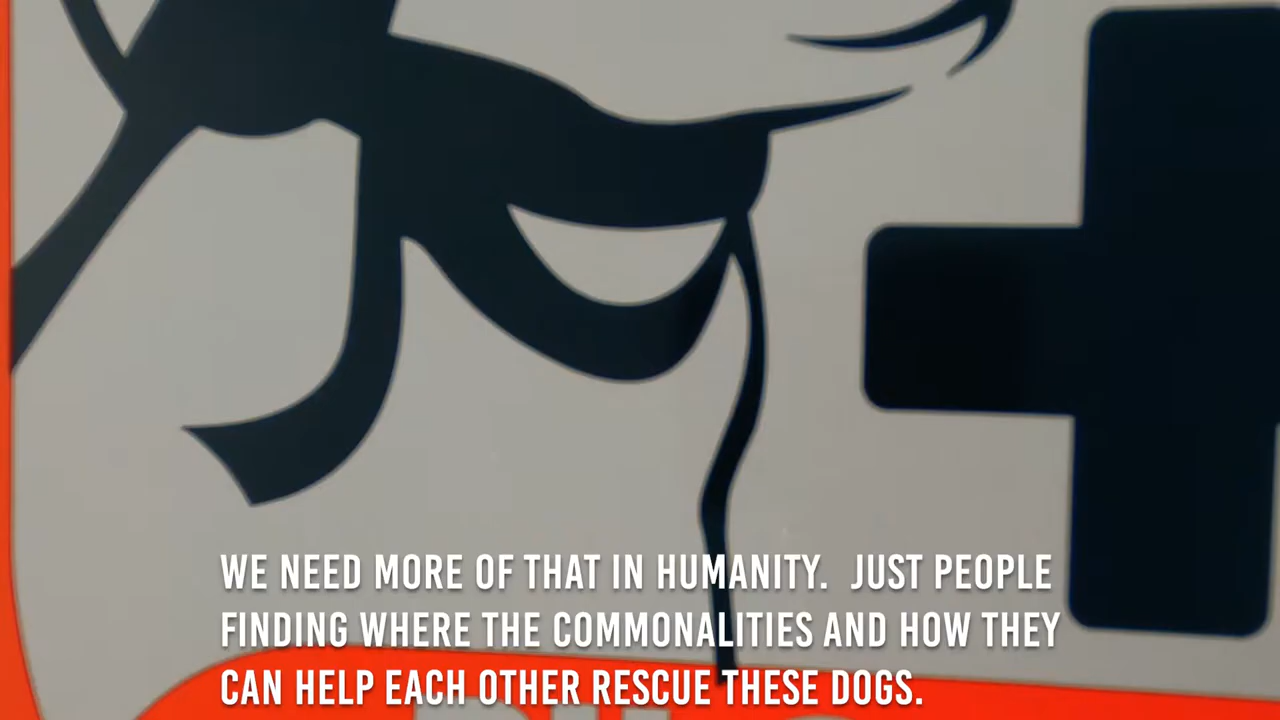 WE NEED MORE OF THAT IN HUMANITY.  JUST PEOPLE
FINDING WHERE THE COMMONALITIES AND HOW THEY
CAN HELP EACH OTHER RESCUE THESE DOGS.